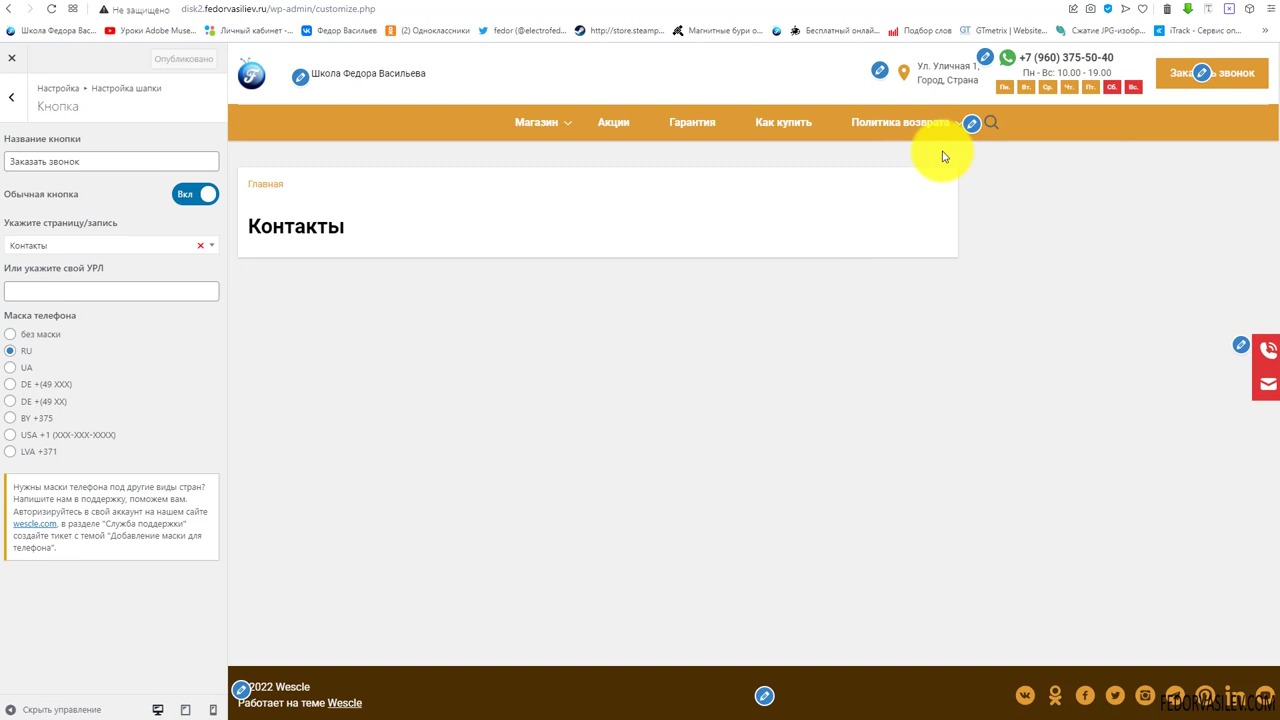 Не защищено disk2.fedorvasiliev.ru/wp-admin/customize.php
Школа Федора Вас... Уроки Adobe Muse... Личный кабинет -... Федор Васильев (2) Одноклассники fedor (@electrofed... http://store.steamp... Магнитные бури о... Бесплатный онлай... Подбор слов GTmetrix | Website... Сжатие JPG-изобр... iTrack - Сервис оп...
Опубликовано
Настройка > Настройка шапки
Кнопка
Название кнопки
Заказать звонок
Обычная кнопка
Вкл
Укажите страницу/запись
Контакты
Или укажите свой УРЛ
Маска телефона
без маски
RU
UA
DE +(49 XXX)
DE +(49 XX)
BY +375
USA +1 (XXX-XXX-XXXX)
LVA +371
Нужны маски телефона под другие виды стран?
Напишите нам в поддержку, поможем вам.
Авторизируйтесь в свой аккаунт на нашем сайте
wescle.com, в разделе "Служба поддержки"
создайте тикет с темой "Добавление маски для
телефона".
Скрыть управление
Школа Федора Васильева
Ул. Уличная 1,
Город, Страна
+7 (960) 375-50-40
Пн - Вс: 10.00 - 19.00
Пн. Вт. Ср. Чт. Пт. Сб. Вс.
звонок
Магазин Акции Гарантия Как купить Политика возврата
Главная
Контакты
2022 Wescle
Работает на теме Wescle
FEDORVASILEV.COM